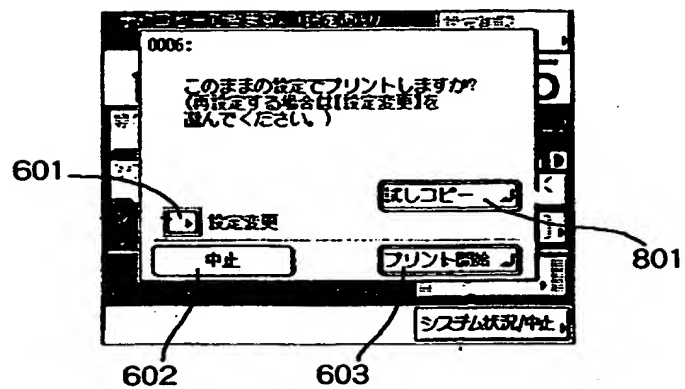 0006:
このままの設定でプリントしますか?
(再設定する場合は【設定変更】を
選んでください。)
601
試しコピー
設定変更
801
中止
プリント開始
システム状況/中止
602
603